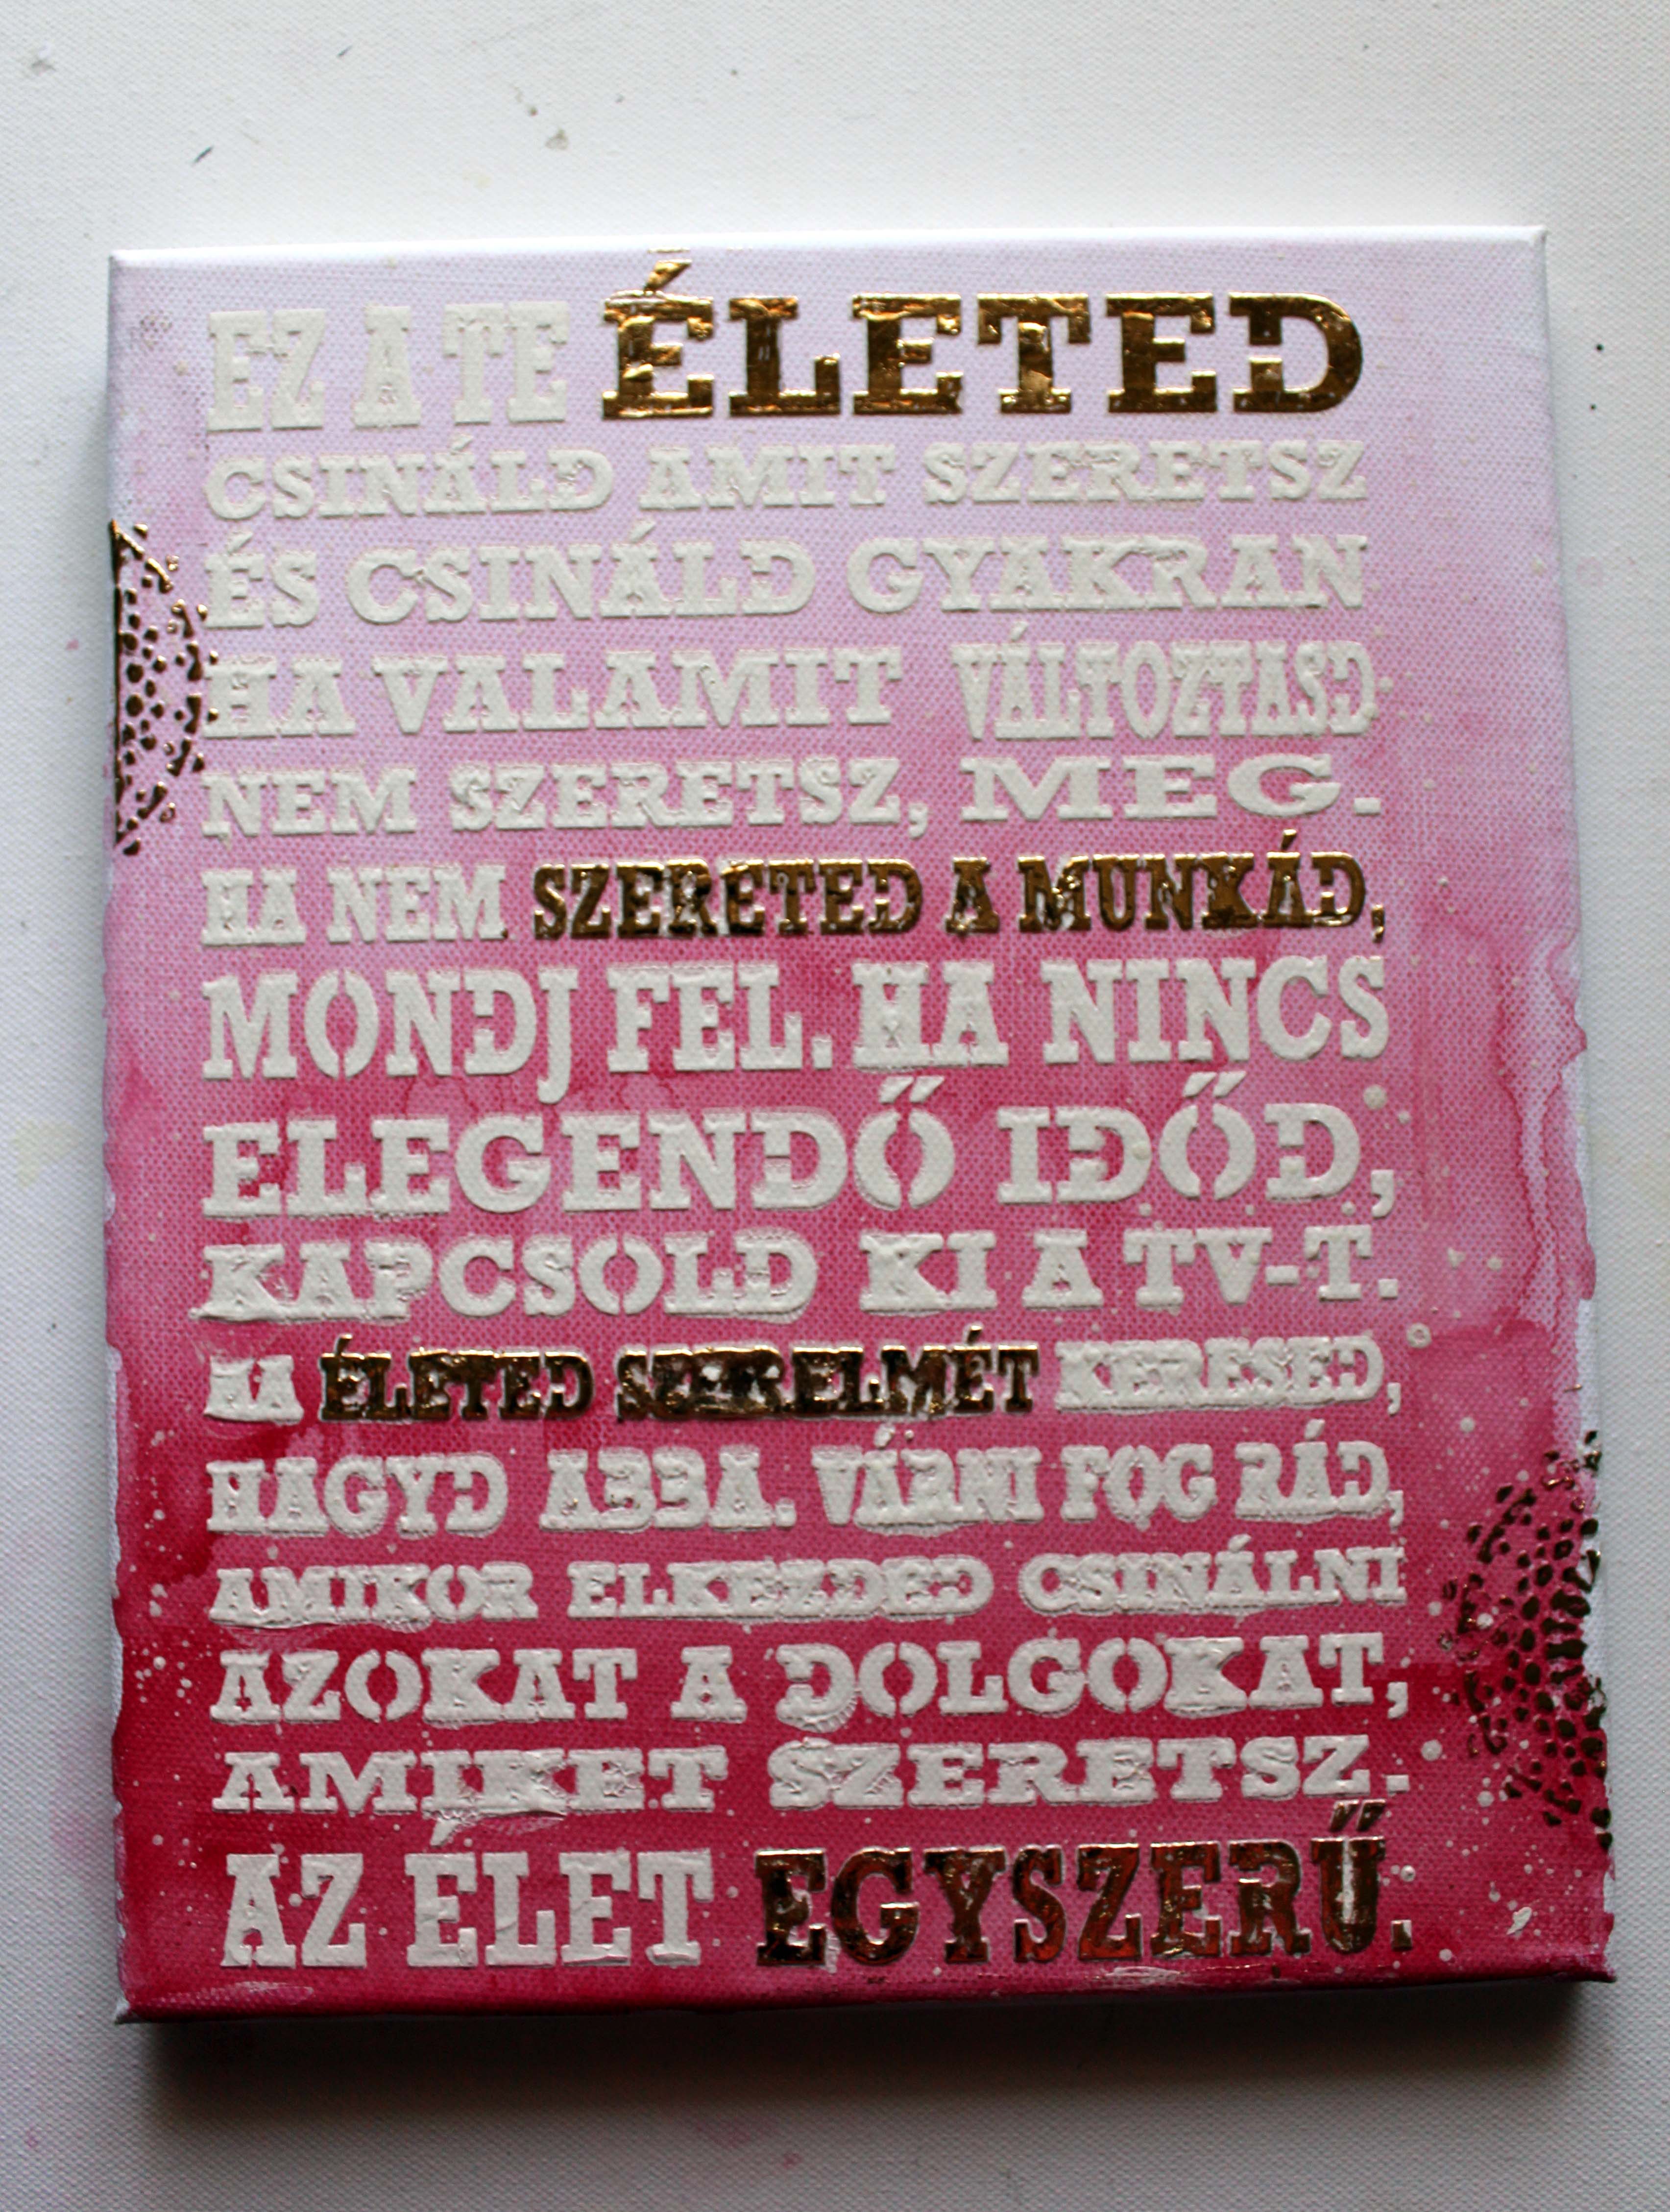 EZ A TE ÉLETED
CSINÁLD AMIT SZERETSZ
ÉS CSINÁLD GYAKRAN
HA VALAMIT VÁLTOZTASD
NEM SZERETSZ, MEG.
HA NEM SZERETED A MUNKÁD,
MONDJ FEL. HA NINCS
ELEGENDŐ IDŐD,
KAPCSOLD KI A TV-T.
HA ÉLETED SZERELMÉT KERESED,
HAGYD ABBA. VÁRNI FOG RÁD,
AMIKOR ELKEZDED CSINÁLNI
AZOKAT A DOLGOKAT,
AMIKET SZERETSZ.
AZ ÉLET EGYSZERŰ.